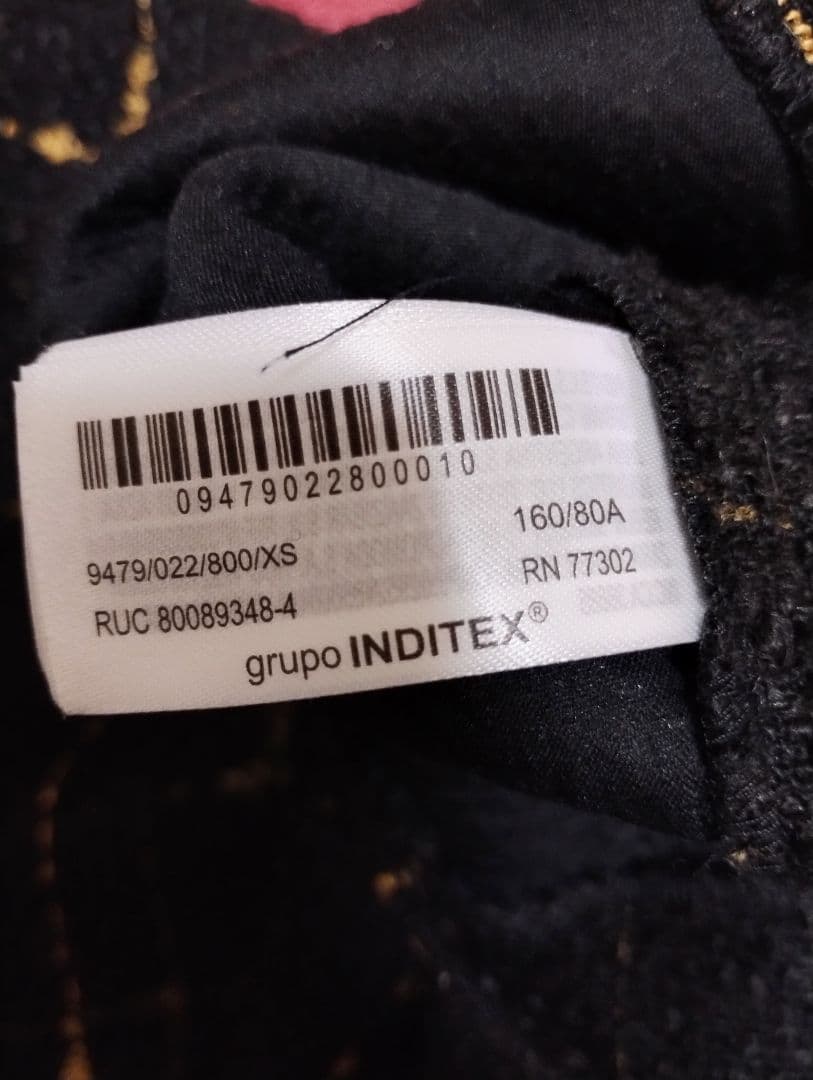 09479022800010
160/80A
9479/022/800/XS
RN 77302
RUC 80089348-4
grupo INDITEX®